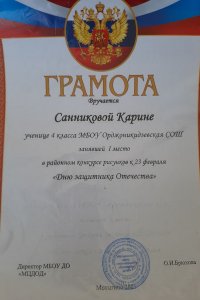 ГРАМОТА
Вручается
Санниковой Карине
ученице 4 класса МБОУ Орджоникидзевская СОШ
занявшей 1 место
в районном конкурсе рисунков к 23 февраля
«Дню защитника Отечества»
Директор МБОУ ДО
«МЦДОД»